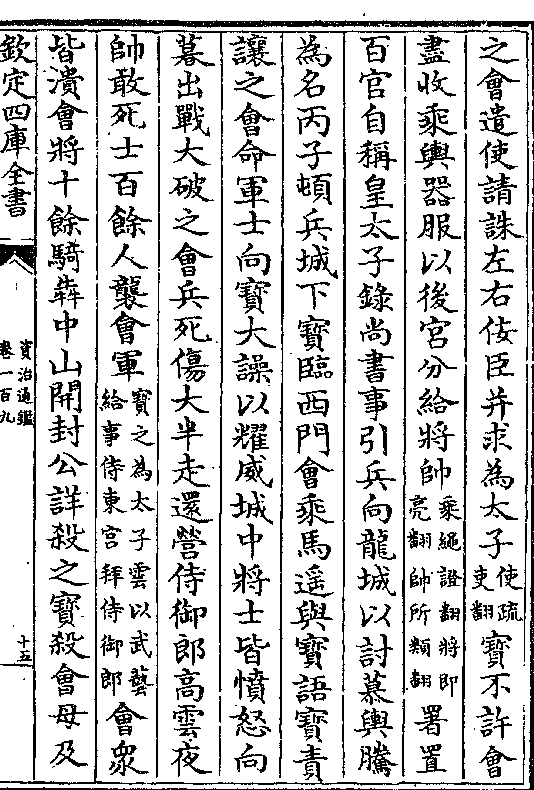 之會遣使請誅左右佞臣并求為太子使疏吏翻寶不許會
盡收乘輿器服以後宮分給將帥乘繩證翻將即亮翻帥所類翻署置
百官自稱皇太子錄尚書事引兵向龍城以討慕輿騰
為名丙子頓兵城下寶臨西門會乘馬遥與寶語寶責
讓之會命軍士向寶大譟以耀威城中將士皆憤怒向
暮出戰大破之會兵死傷大半走還營侍御郎高雲夜
帥敢死士百餘人襲會軍寶之為太子雲以武藝給事侍東宮拜侍御郎會眾
皆潰會將十餘騎犇中山開封公詳殺之寶殺會母及
欽定四庫全書
資治通鑑
卷一百九
十五